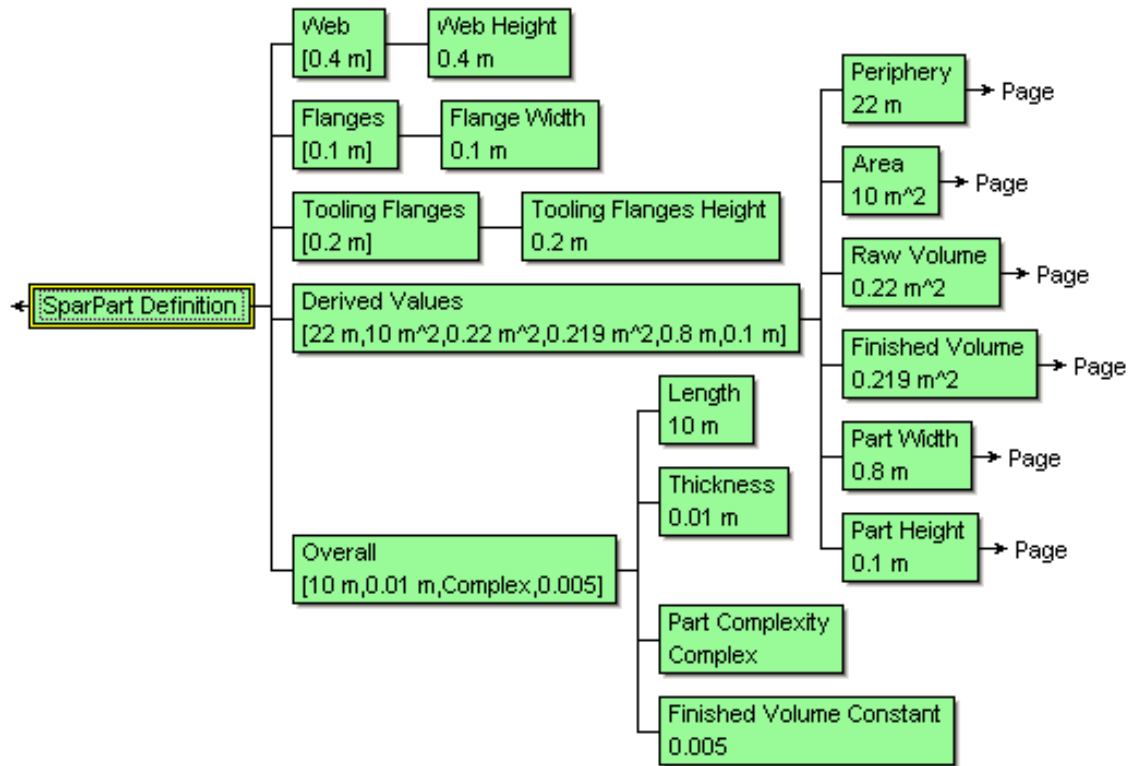 SparPart Definition
Web
[0.4 m]
Web Height
0.4 m
Flanges
[0.1 m]
Flange Width
0.1 m
Tooling Flanges
[0.2 m]
Tooling Flanges Height
0.2 m
Derived Values
[22 m,10 m^2,0.22 m^2,0.219 m^2,0.8 m,0.1 m]
Periphery
22 m
Page
Area
10 m^2
Page
Raw Volume
0.22 m^2
Page
Finished Volume
0.219 m^2
Page
Part Width
0.8 m
Page
Part Height
0.1 m
Page
Overall
[10 m,0.01 m,Complex,0.005]
Length
10 m
Thickness
0.01 m
Part Complexity
Complex
Finished Volume Constant
0.005